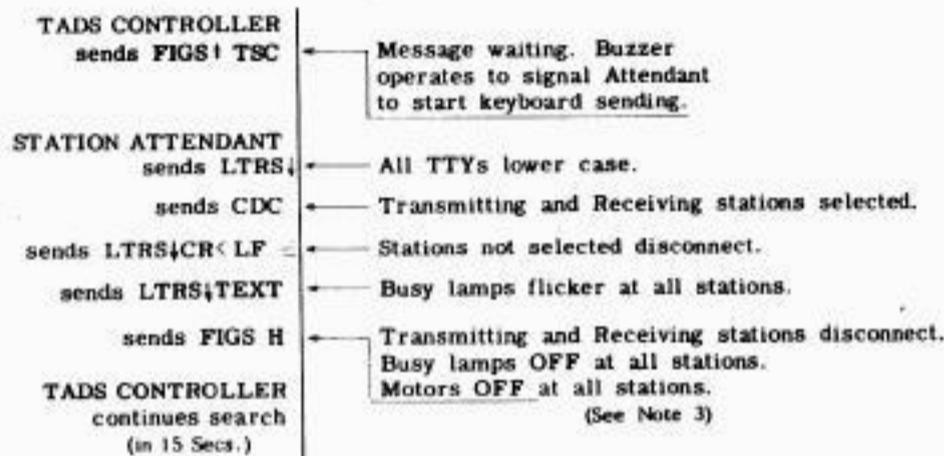 TADS CONTROLLER
sends FIGS↑ TSC
Message waiting. Buzzer
operates to signal Attendant
to start keyboard sending.
STATION ATTENDANT
sends LTRS↓
All TTYs lower case.
sends CDC
Transmitting and Receiving stations selected.
sends LTRS↓CR< LF =
Stations not selected disconnect.
sends LTRS↓TEXT
Busy lamps flicker at all stations.
sends FIGS H
Transmitting and Receiving stations disconnect.
Busy lamps OFF at all stations.
Motors OFF at all stations.
(See Note 3)
TADS CONTROLLER
continues search
(in 15 Secs.)